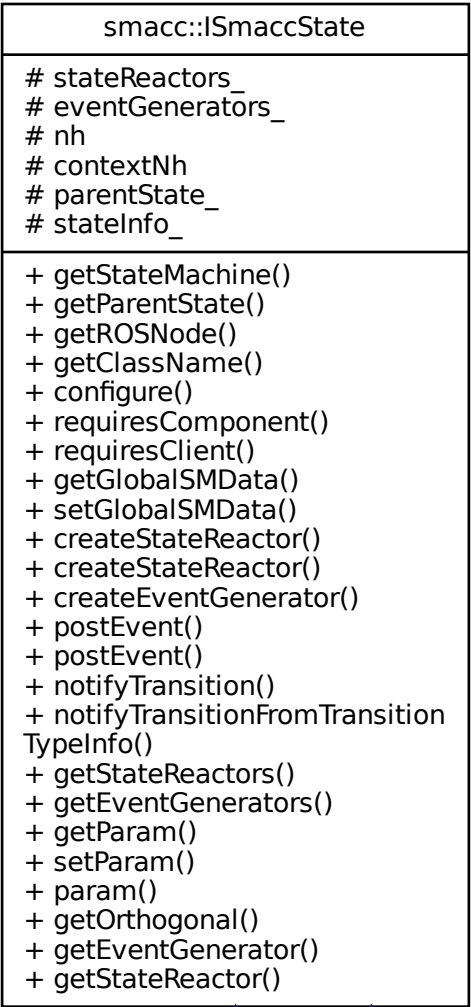 smacc::ISmaccState
# stateReactors_
# eventGenerators_
# nh
# contextNh
# parentState_
# stateInfo_
+ getStateMachine()
+ getParentState()
+ getROSNode()
+ getClassName()
+ configure()
+ requiresComponent()
+ requiresClient()
+ getGlobalSMData()
+ setGlobalSMData()
+ createStateReactor()
+ createStateReactor()
+ createEventGenerator()
+ postEvent()
+ postEvent()
+ notifyTransition()
+ notifyTransitionFromTransition
TypeInfo()
+ getStateReactors()
+ getEventGenerators()
+ getParam()
+ setParam()
+ param()
+ getOrthogonal()
+ getEventGenerator()
+ getStateReactor()